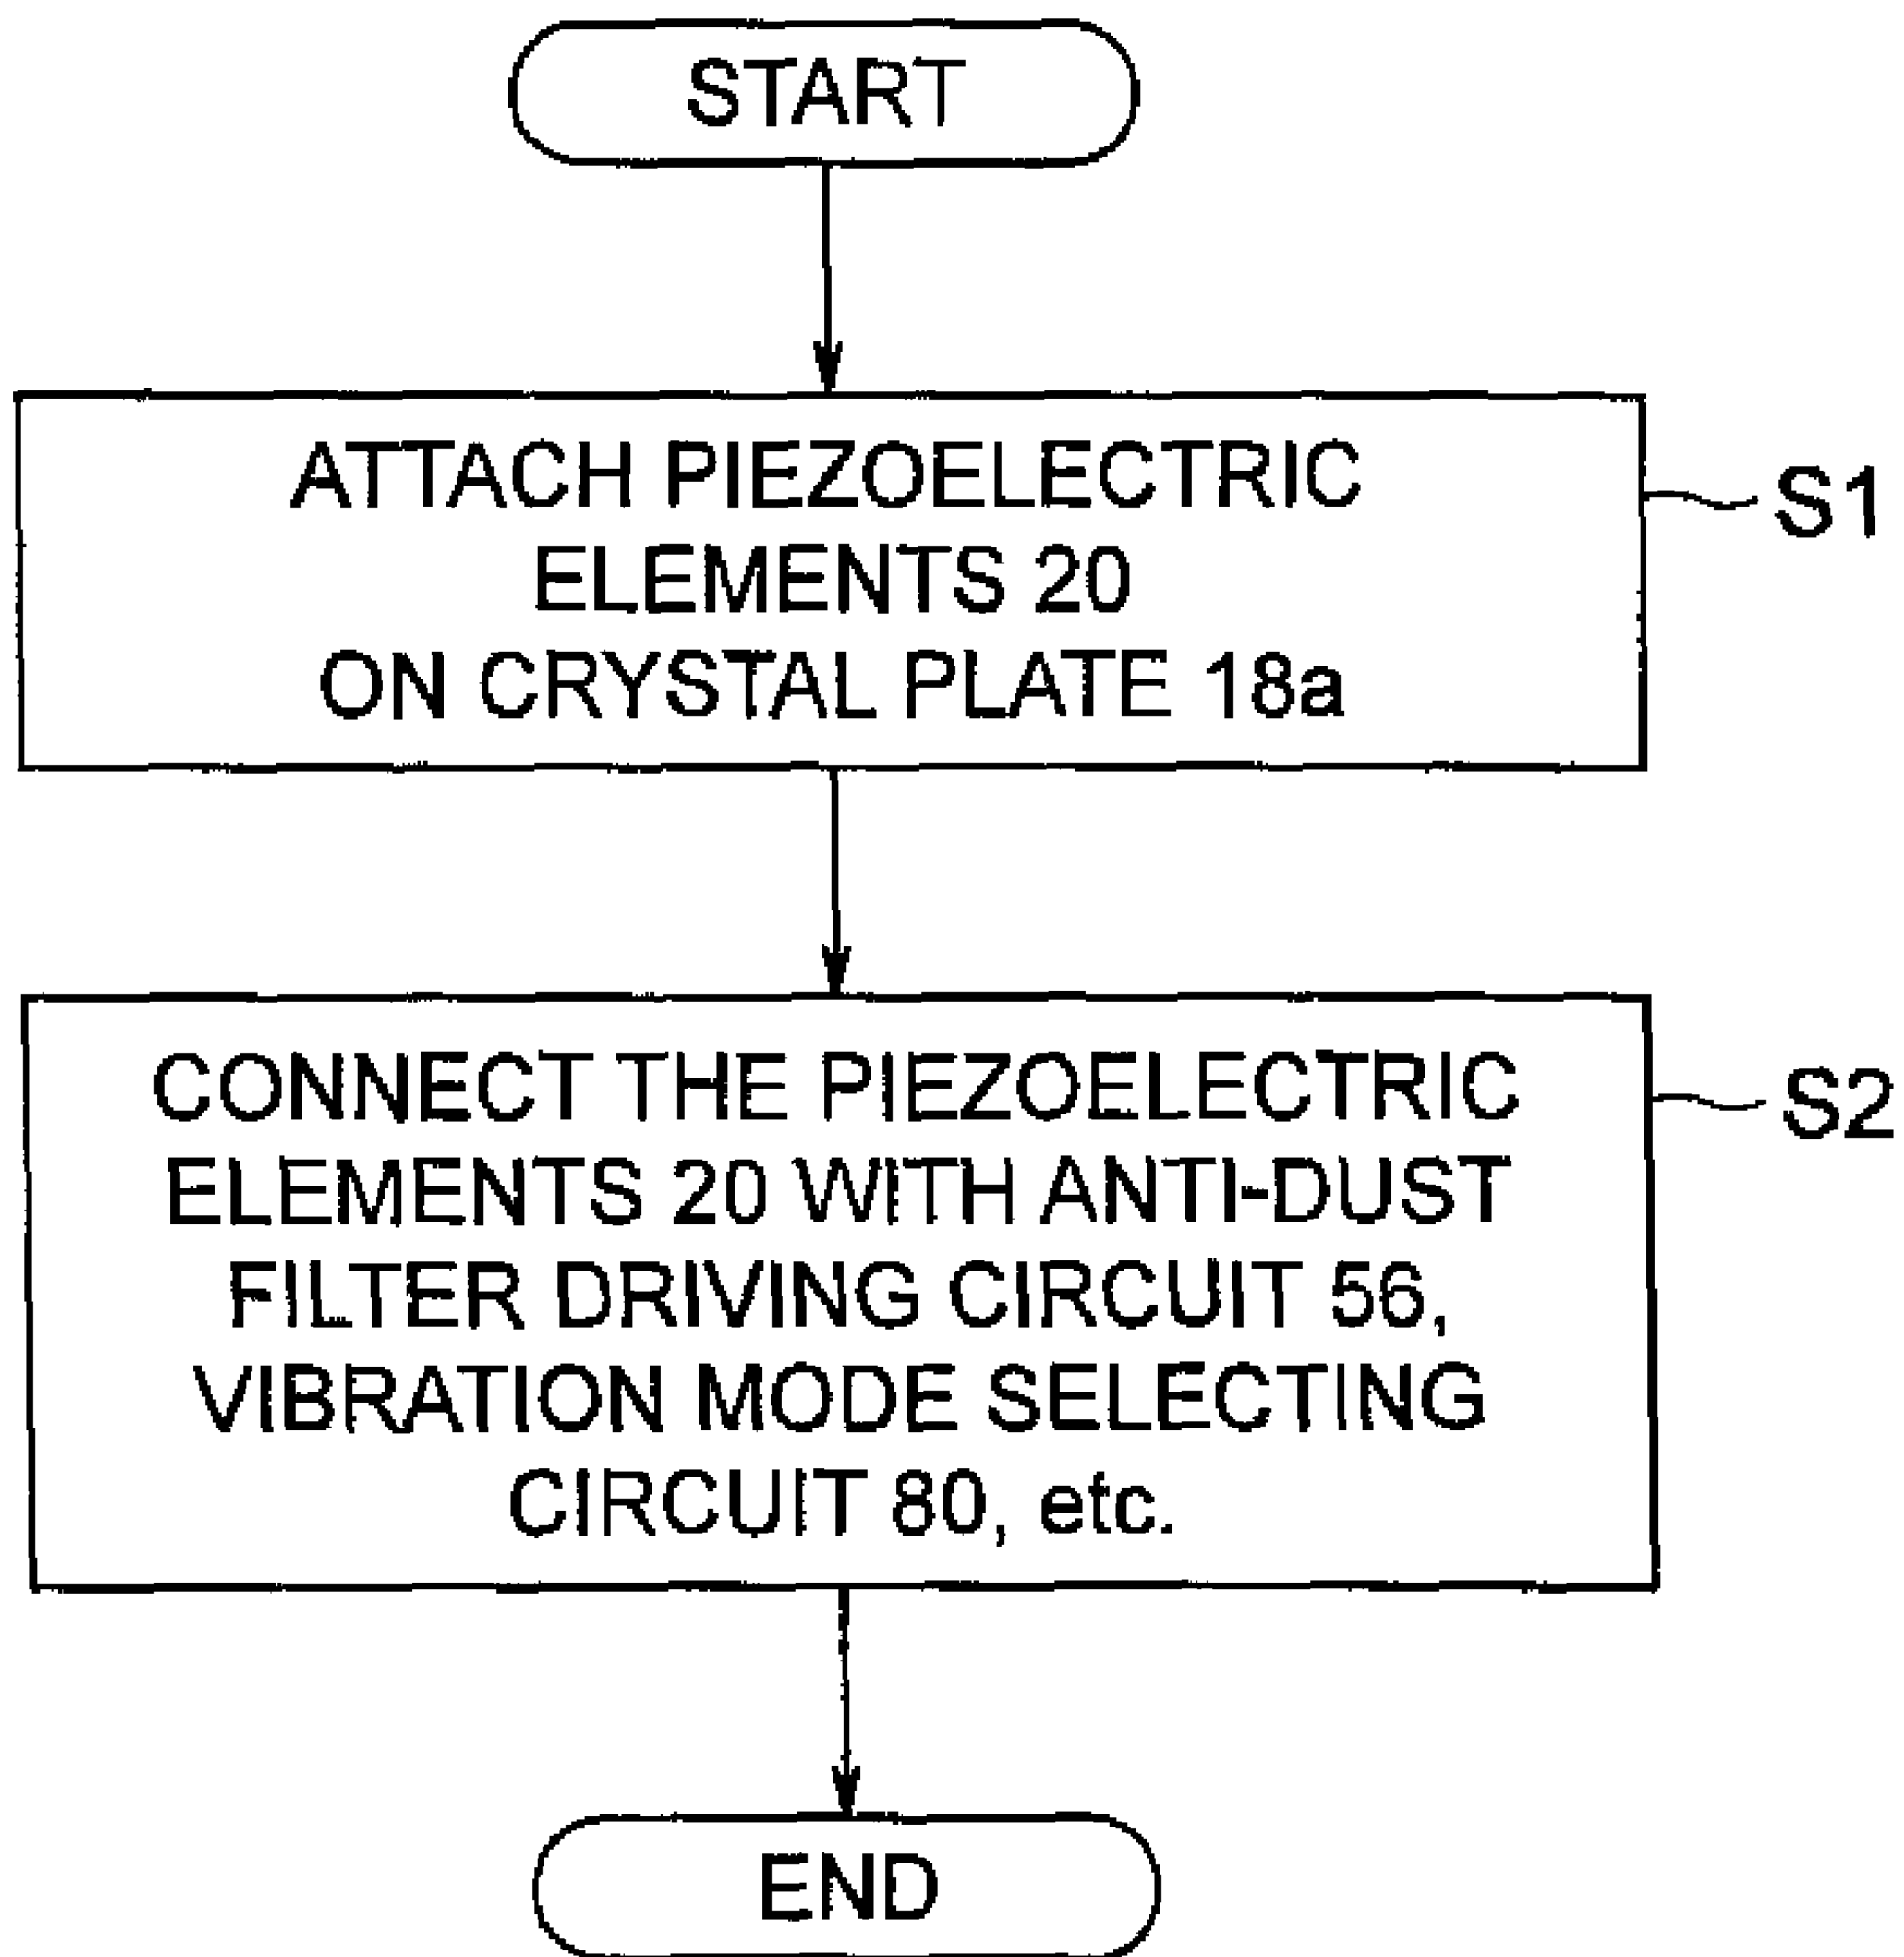 START
ATTACH PIEZOELECTRIC
ELEMENTS 20
ON CRYSTAL PLATE 18a
S1
CONNECT THE PIEZOELECTRIC
ELEMENTS 20 WITH ANTI-DUST
FILTER DRIVING CIRCUIT 56,
VIBRATION MODE SELECTING
CIRCUIT 80, etc.
S2
END